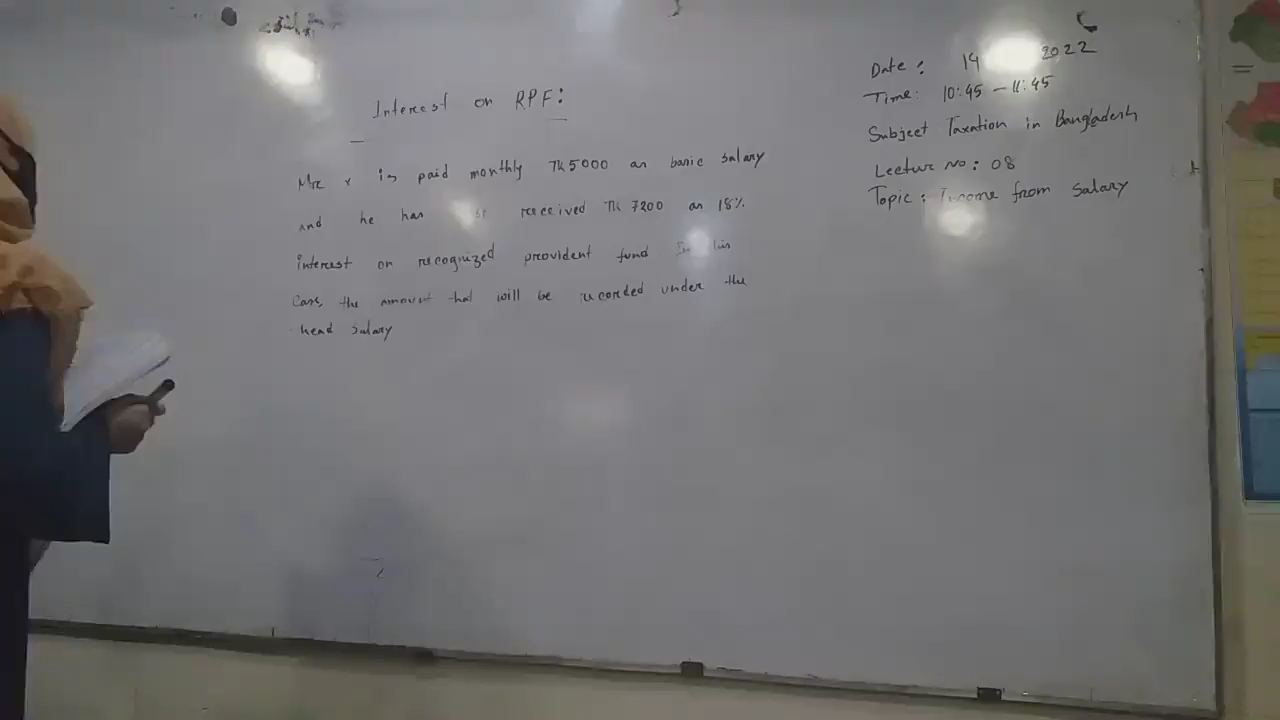 Interest on RPF:
Mr x is paid monthly TK 5000 as basic salary
and he has received TK 7200 as 18%
interest on recognized provident fund In this
case, the amount that will be recorded under the
head salary
Date: 14 2022
Time: 10:45 – 11:45
Subject Taxation in Bangladesh
Lecture No: 08
Topic: Income from salary